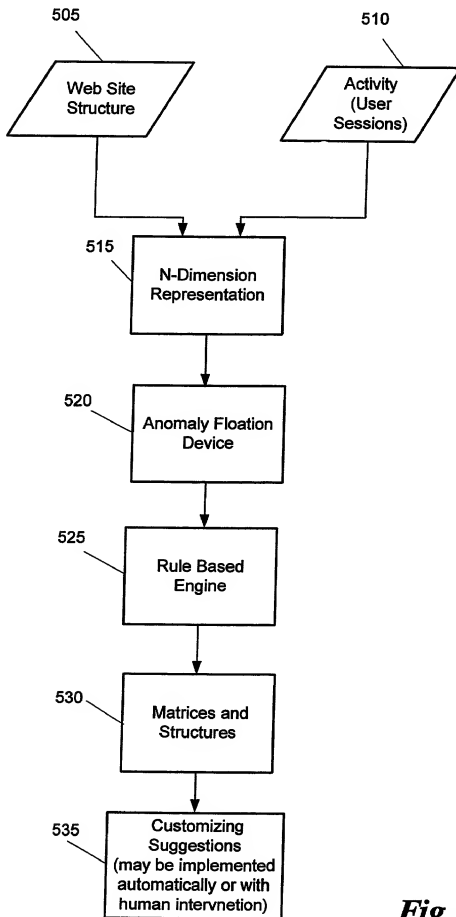 505
510
Web Site
Structure
Activity
(User
Sessions)
515
N-Dimension
Representation
520
Anomaly Floation
Device
525
Rule Based
Engine
530
Matrices and
Structures
535
Customizing
Suggestions
(may be implemented
automatically or with
human intervnetion)
Fig